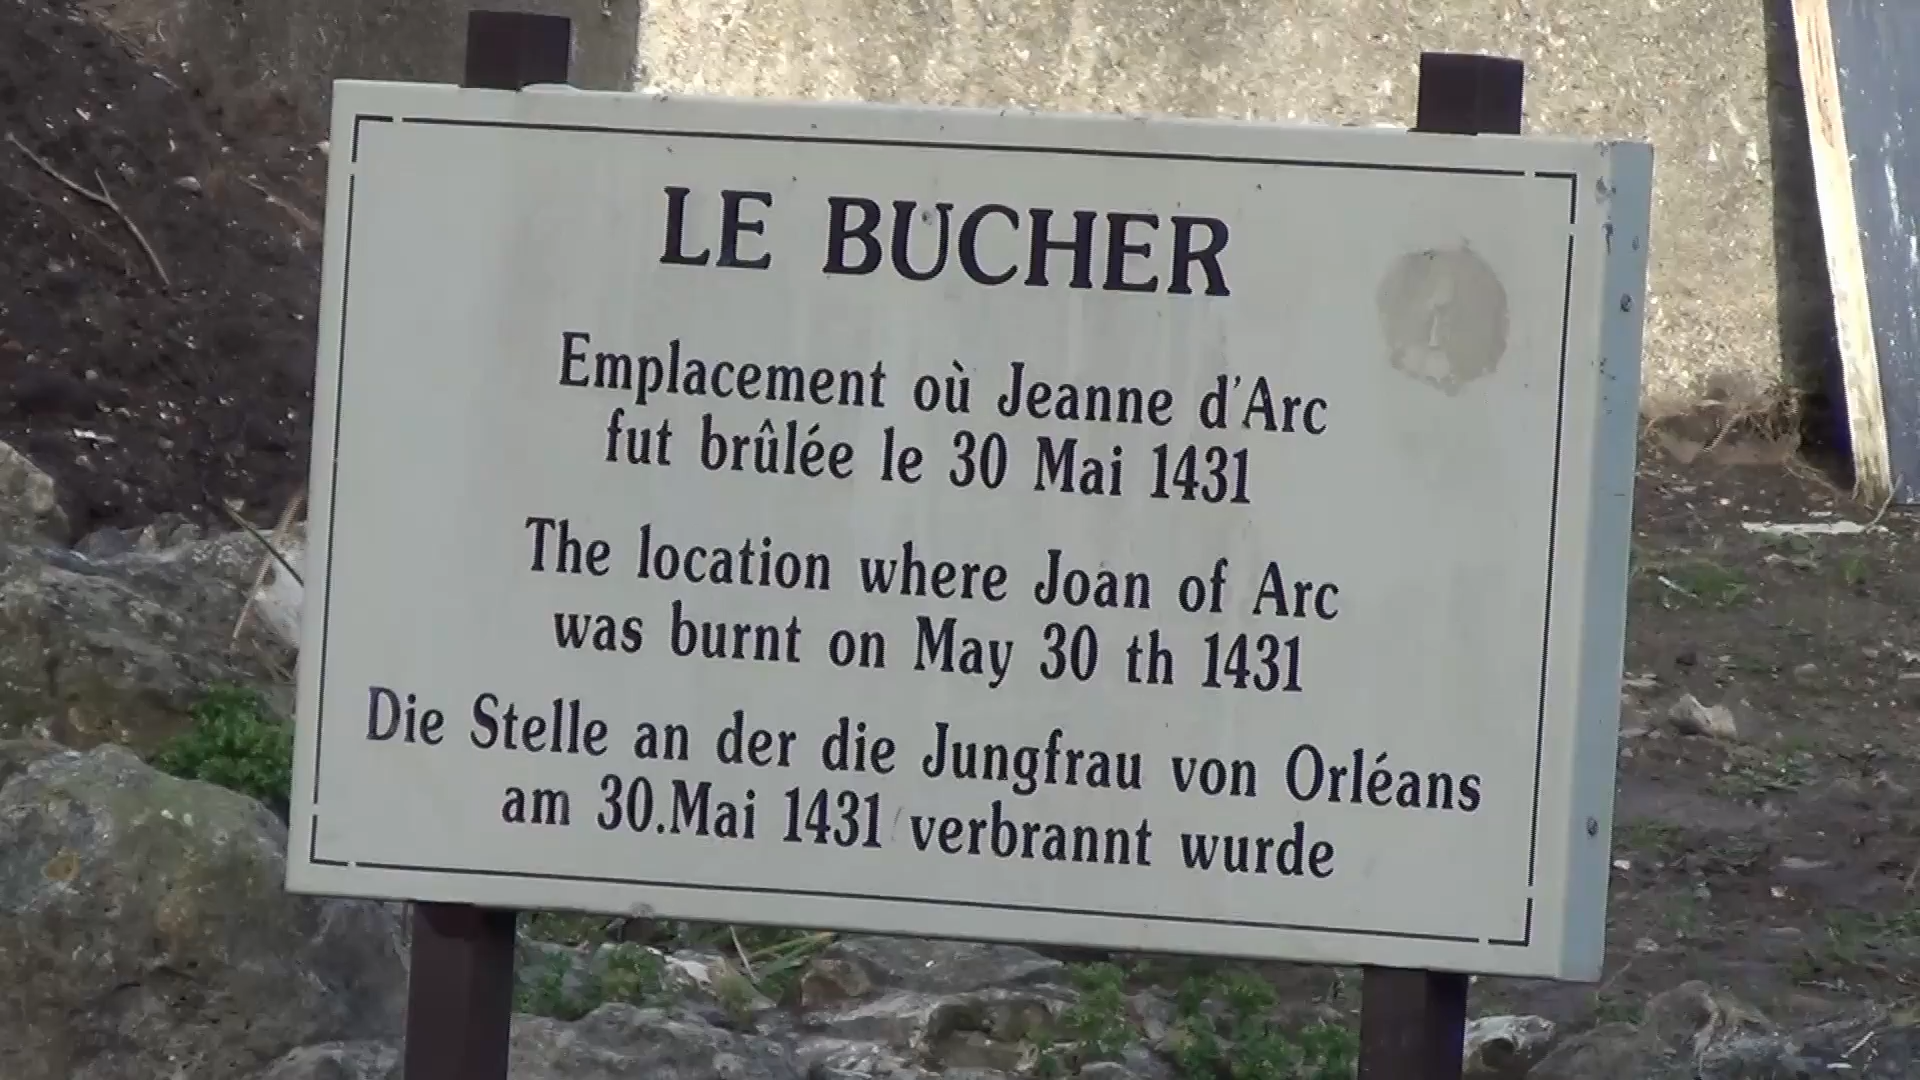 LE BUCHER
Emplacement où Jeanne d'Arc
fut brûlée le 30 Mai 1431
The location where Joan of Arc
was burnt on May 30 th 1431
Die Stelle an der die Jungfrau von Orléans
am 30.Mai 1431 verbrannt wurde